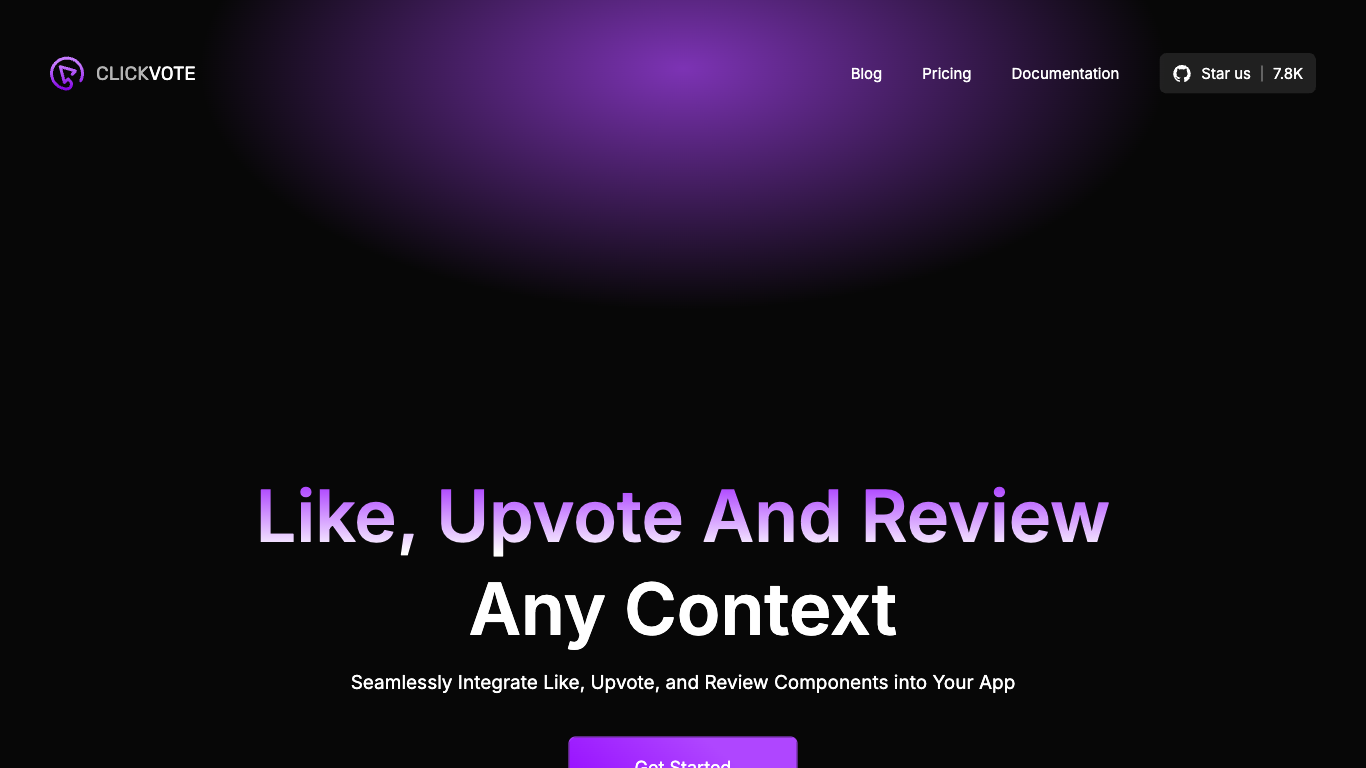 CLICKVOTE
Blog
Pricing
Documentation
Star us | 7.8K
Like, Upvote And Review
Any Context
Seamlessly Integrate Like, Upvote, and Review Components into Your App
Get Started